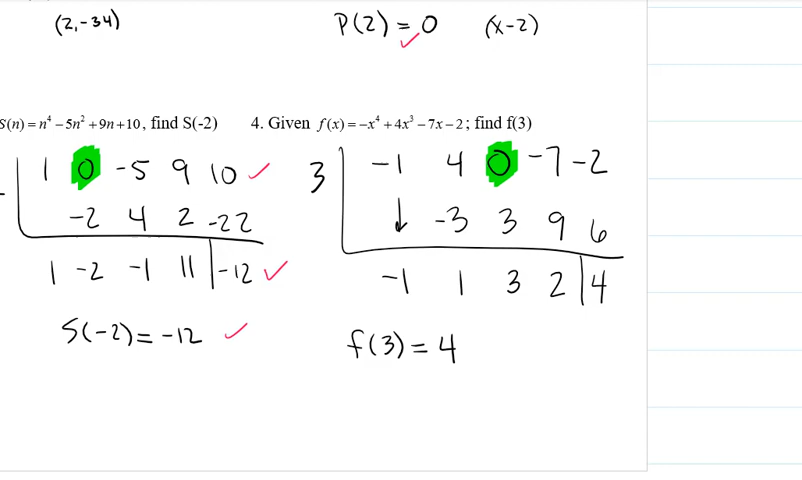 (2,-34) P(2) = 0 (x-2)
S(n) = n⁴ − 5n² + 9n + 10, find S(-2) 4. Given f(x) = −x⁴ + 4x³ − 7x − 2; find f(3)
1 0 -5 9 10 3 -1 4 0 -7 -2
-2 4 2 -22 -3 3 9 6
1 -2 -1 11 -12 -1 1 3 2 4
S(-2) = -12 f(3) = 4